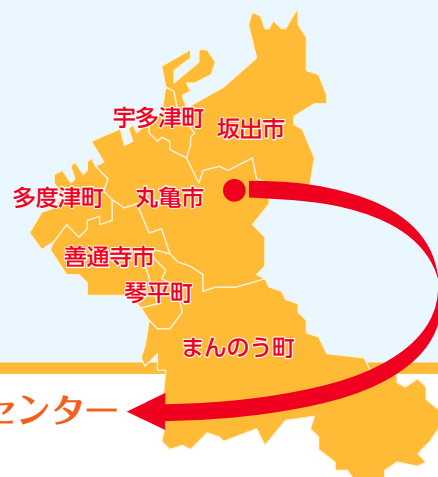 宇多津町
坂出市
多度津町
丸亀市
善通寺市
琴平町
まんのう町
センター